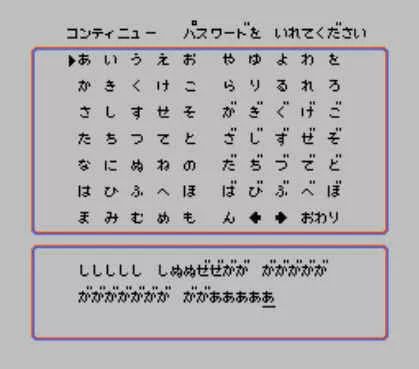 コンティニュー パスワードを いれてください
▶あ い う え お や ゆ よ わ を
か き く け こ ら り る れ ろ
さ し す せ そ が ぎ ぐ げ ご
た ち つ て と ざ じ ず ぜ ぞ
な に ぬ ね の だ ぢ づ で ど
は ひ ふ へ ほ ば び ぶ べ ぼ
ま み む め も ん ← → おわり
ししししし しぬぬぜぜがが ががががが
ががががががが ががあああああ